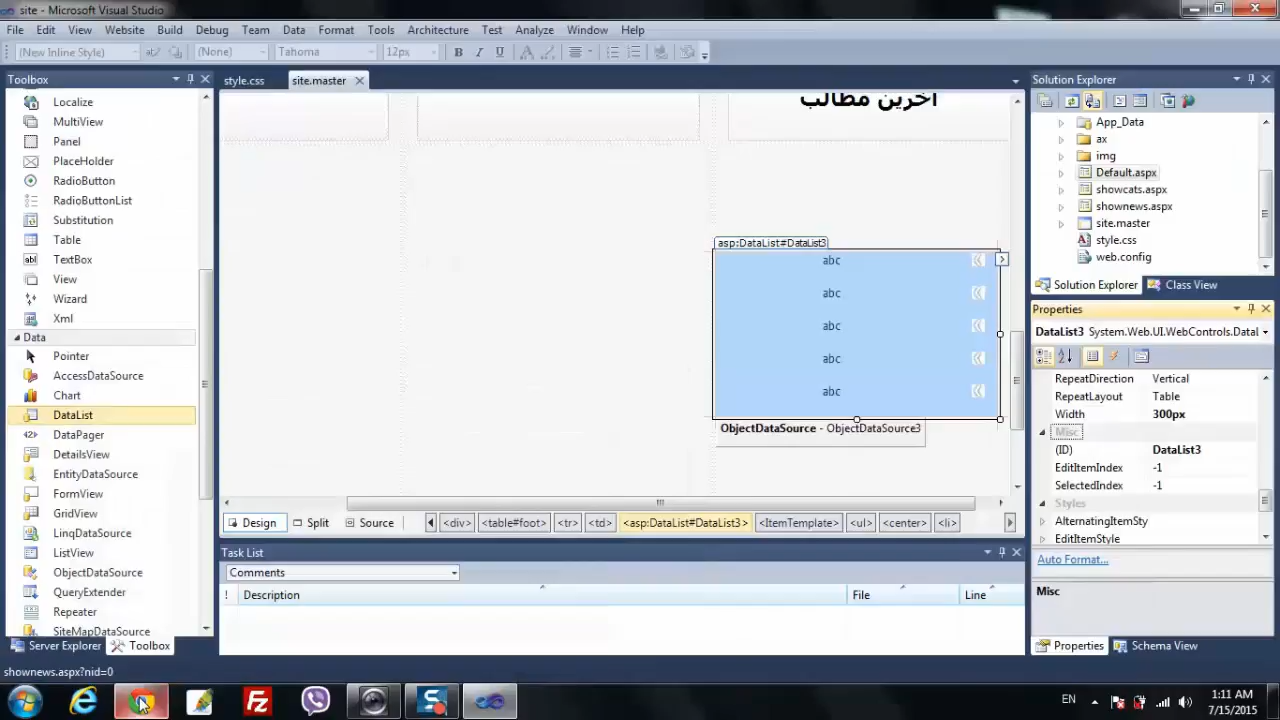 site - Microsoft Visual Studio
File Edit View Website Build Debug Team Data Format Tools Architecture Test Analyze Window Help
(New Inline Style) (None) Tahoma 12px B I U A
Toolbox
Localize
MultiView
Panel
PlaceHolder
RadioButton
RadioButtonList
Substitution
Table
TextBox
View
Wizard
Xml
Data
Pointer
AccessDataSource
Chart
DataList
DataPager
DetailsView
EntityDataSource
FormView
GridView
LinqDataSource
ListView
ObjectDataSource
QueryExtender
Repeater
SiteMapDataSource
Server Explorer Toolbox
style.css site.master
آخرین مطالب
asp:DataList#DataList3
abc
abc
abc
abc
abc
ObjectDataSource - ObjectDataSource3
Design Split Source <div> <table#foot> <tr> <td> <asp:DataList#DataList3> <ItemTemplate> <ul> <center> <li>
Task List
Comments
! Description File Line
Solution Explorer
App_Data
ax
img
Default.aspx
showcats.aspx
shownews.aspx
site.master
style.css
web.config
Solution Explorer Class View
Properties
DataList3 System.Web.UI.WebControls.Datal
RepeatDirection Vertical
RepeatLayout Table
Width 300px
Misc
(ID) DataList3
EditItemIndex -1
SelectedIndex -1
Styles
AlternatingItemSty
EditItemStyle
Auto Format...
Misc
Properties Schema View
shownews.aspx?nid=0
EN 1:11 AM
7/15/2015